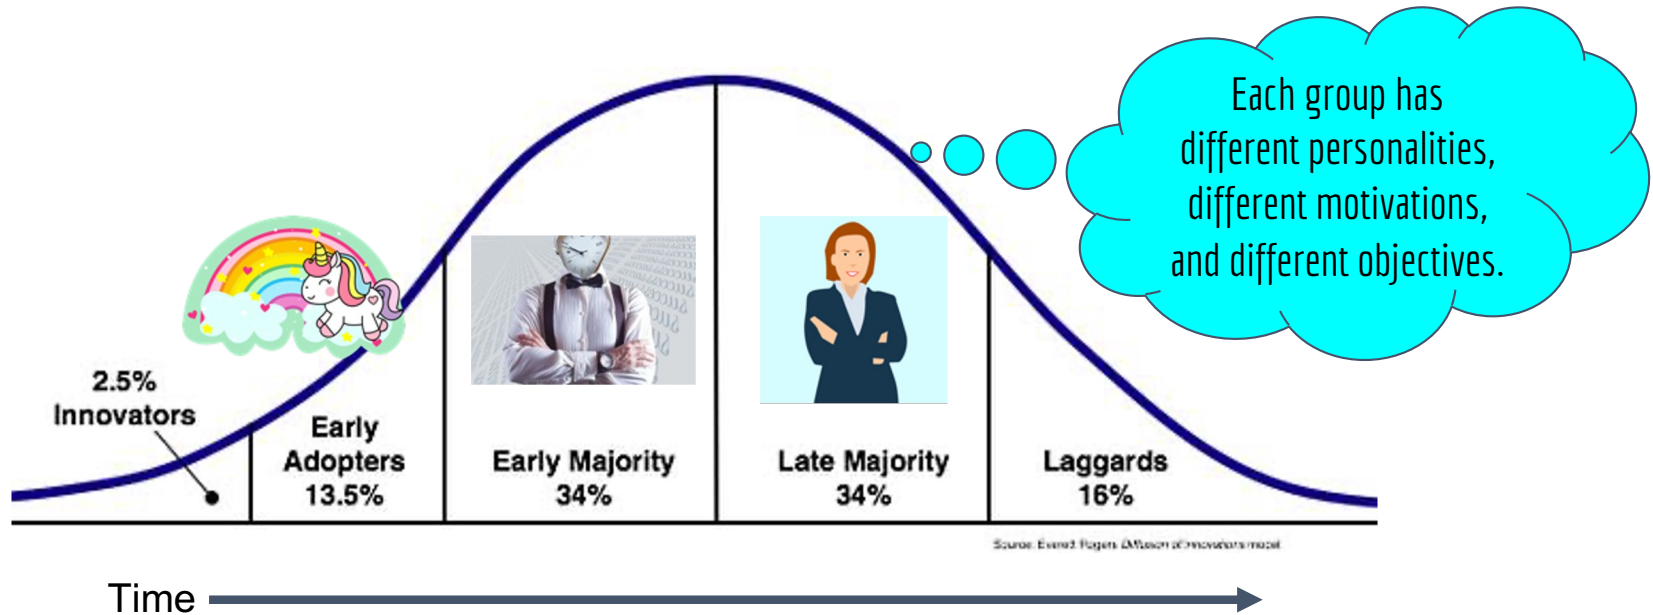 Each group has
different personalities,
different motivations,
and different objectives.
2.5%
Innovators
Early
Adopters
13.5%
Early Majority
34%
Late Majority
34%
Laggards
16%
Source: Everett Rogers Diffusion of innovations model
Time